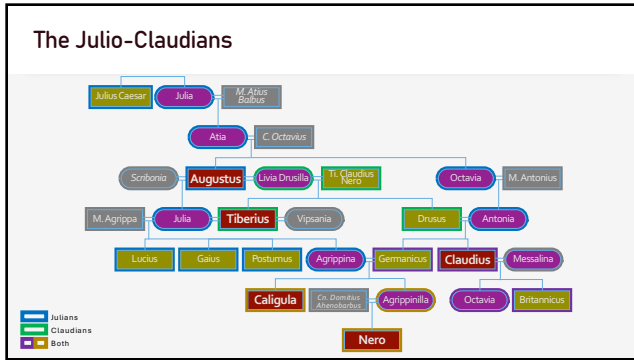 The Julio-Claudians
Julius Caesar
Julia
M. Atius
Balbus
Atia
C. Octavius
Scribonia
Augustus
Livia Drusilla
Ti. Claudius
Nero
Octavia
M. Antonius
M. Agrippa
Julia
Tiberius
Vipsania
Drusus
Antonia
Lucius
Gaius
Postumus
Agrippina
Germanicus
Claudius
Messalina
Caligula
Cn. Domitius
Ahenobarbus
Agrippinilla
Octavia
Britannicus
Nero
Julians
Claudians
Both